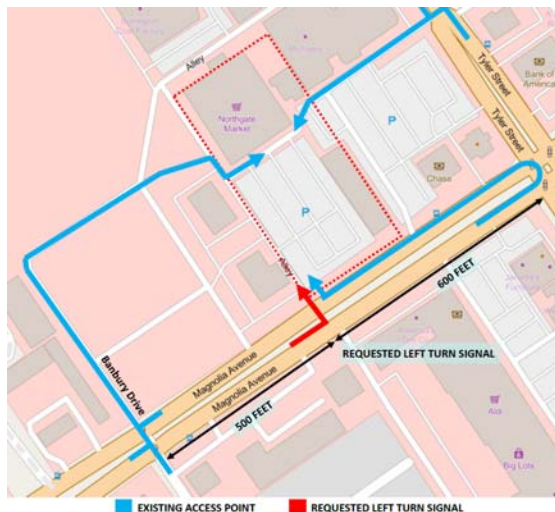 Alley
Tyler Street
Bank of
America
Northgate
Market
P
Tyler Street
Chase
P
Alley
600 FEET
Banbury Drive
Magnolia Avenue
REQUESTED LEFT TURN SIGNAL
Magnolia Avenue
500 FEET
Aldi
Big Lots
EXISTING ACCESS POINT
REQUESTED LEFT TURN SIGNAL